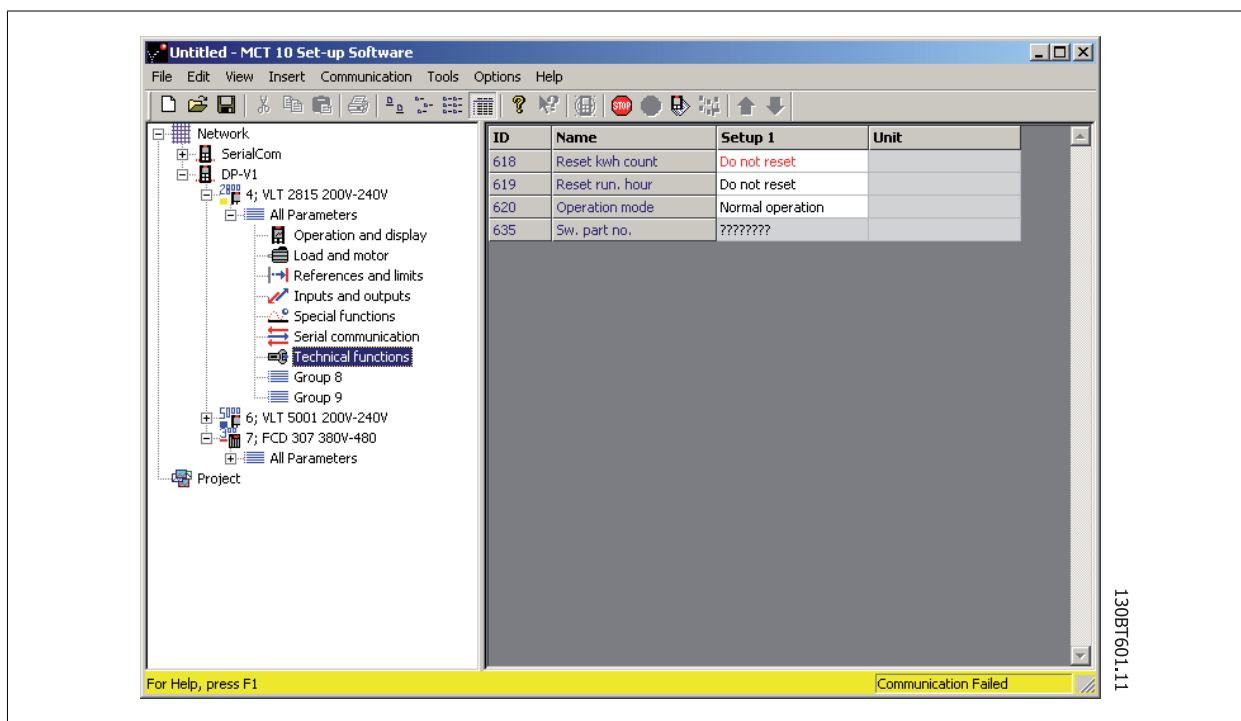 Untitled - MCT 10 Set-up Software
File Edit View Insert Communication Tools Options Help
STOP
Network
SerialCom
DP-V1
2800 4; VLT 2815 200V-240V
All Parameters
Operation and display
Load and motor
References and limits
Inputs and outputs
Special functions
Serial communication
Technical functions
Group 8
Group 9
5000 6; VLT 5001 200V-240V
300 7; FCD 307 380V-480
All Parameters
Project
ID Name Setup 1 Unit
618 Reset kwh count Do not reset
619 Reset run. hour Do not reset
620 Operation mode Normal operation
635 Sw. part no. ????????
For Help, press F1
Communication Failed
130BT601.11